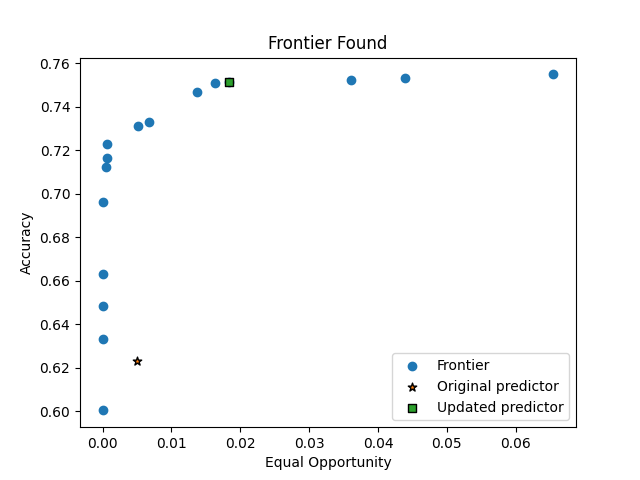 Frontier Found
0.76
0.74
0.72
0.70
0.68
0.66
0.64
0.62
0.60
Accuracy
0.00 0.01 0.02 0.03 0.04 0.05 0.06
Equal Opportunity
Frontier
Original predictor
Updated predictor